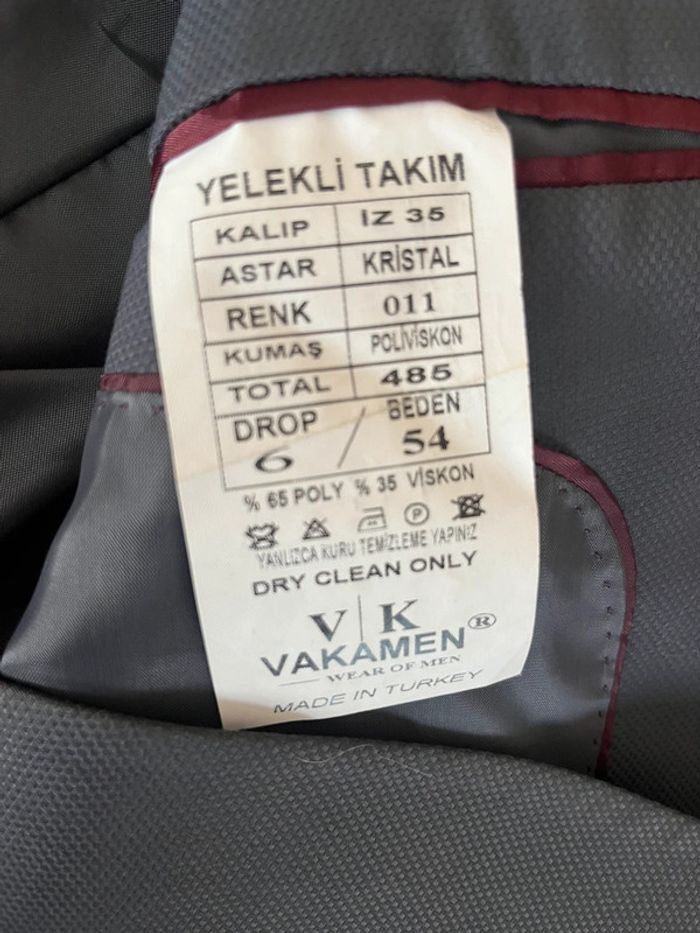 YELEKLİ TAKIM
KALIP İZ 35
ASTAR KRİSTAL
RENK 011
KUMAŞ POLİVİSKON
TOTAL 485
DROP / BEDEN
6 54
% 65 POLY % 35 VİSKON
P
YANLIZCA KURU TEMİZLEME YAPINIZ
DRY CLEAN ONLY
V|K
VAKAMEN®
WEAR OF MEN
MADE IN TURKEY